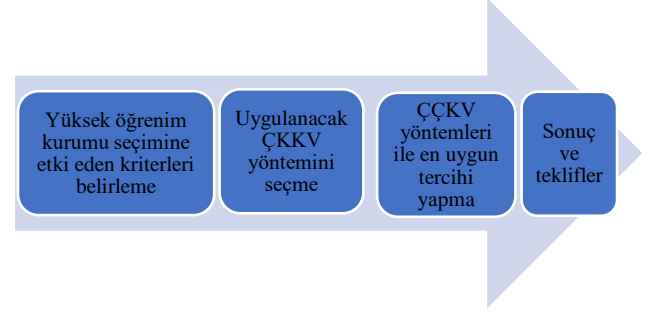 Yüksek öğrenim
kurumu seçimine
etki eden kriterleri
belirleme
Uygulanacak
ÇKKV
yöntemini
seçme
ÇÇKV
yöntemleri
ile en uygun
tercihi
yapma
Sonuç
ve
teklifler